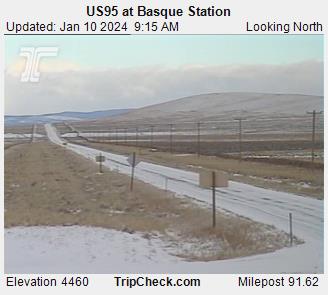 US95 at Basque Station
Updated: Jan 10 2024 9:15 AM Looking North
Elevation 4460 TripCheck.com Milepost 91.62